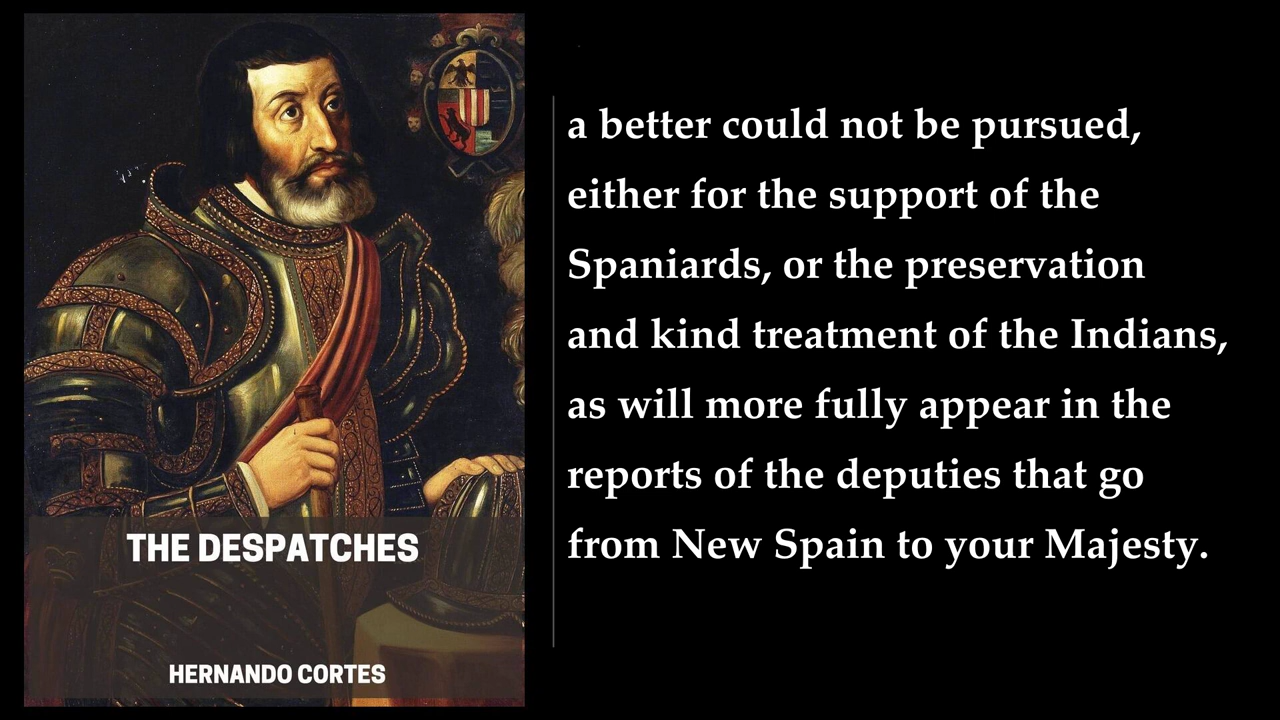 THE DESPATCHES
HERNANDO CORTES
a better could not be pursued,
either for the support of the
Spaniards, or the preservation
and kind treatment of the Indians,
as will more fully appear in the
reports of the deputies that go
from New Spain to your Majesty.